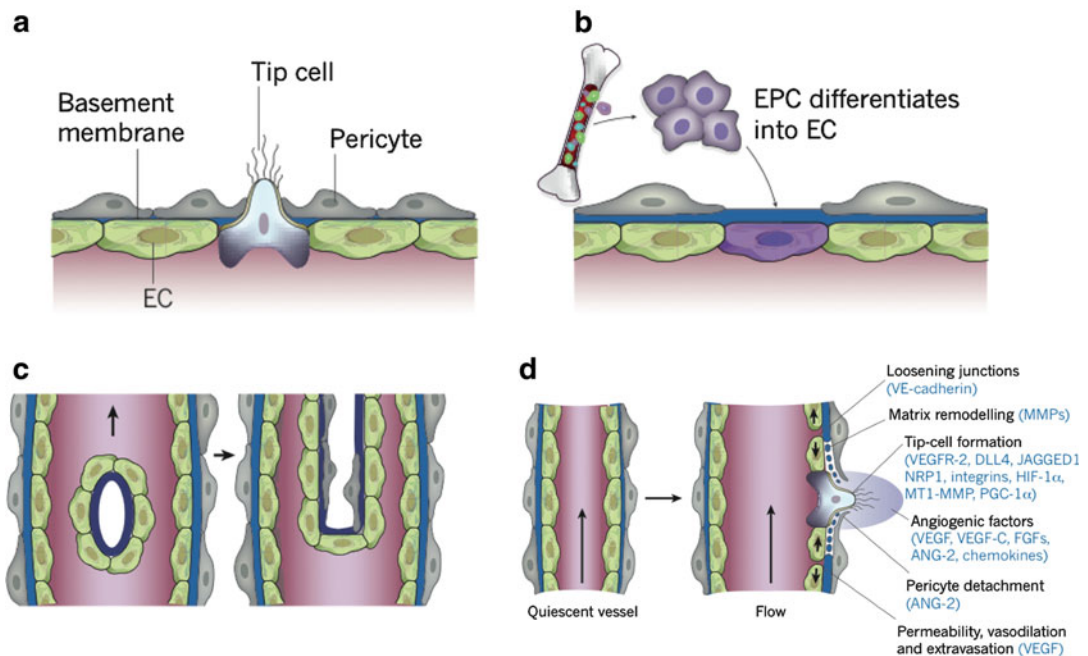 a
Tip cell
Basement
membrane
Pericyte
EC
b
EPC differentiates
into EC
c
d
Loosening junctions
(VE-cadherin)
Matrix remodelling (MMPs)
Tip-cell formation
(VEGFR-2, DLL4, JAGGED1
NRP1, integrins, HIF-1α,
MT1-MMP, PGC-1α)
Angiogenic factors
(VEGF, VEGF-C, FGFs,
ANG-2, chemokines)
Pericyte detachment
(ANG-2)
Permeability, vasodilation
and extravasation (VEGF)
Quiescent vessel
Flow